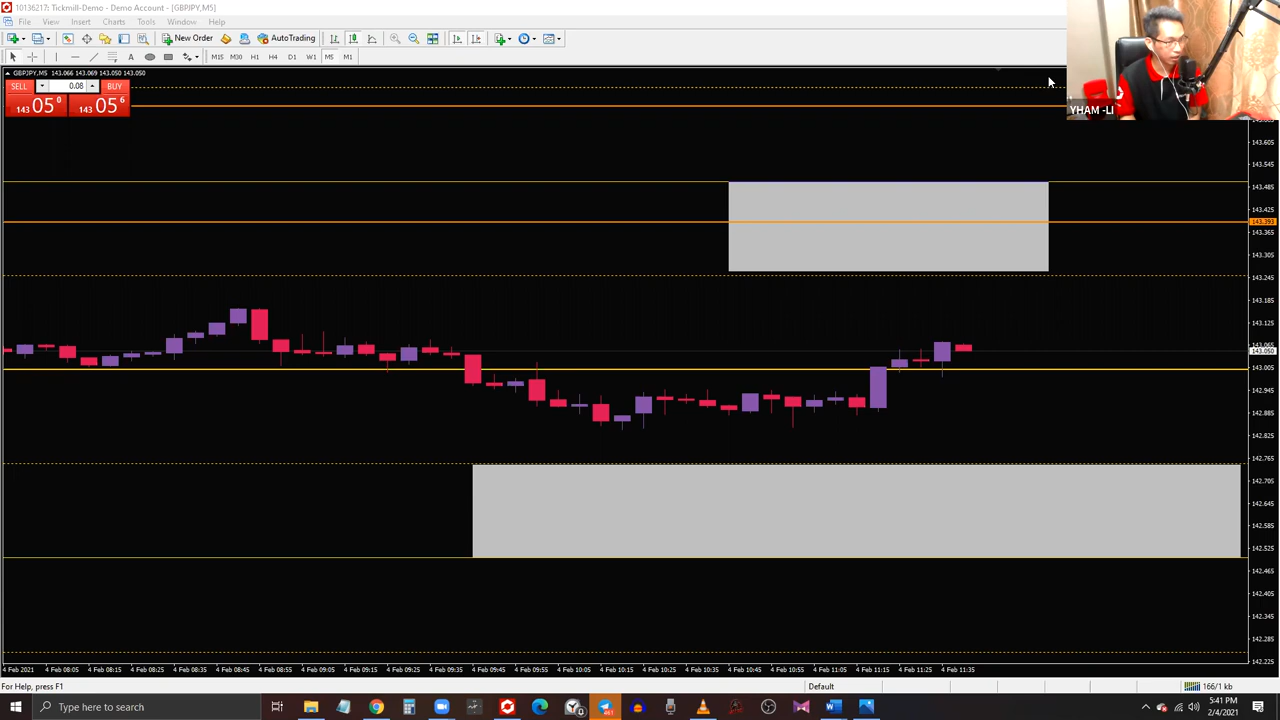 10136217: Tickmill-Demo - Demo Account - [GBPJPY,M5]
File View Insert Charts Tools Window Help
New Order AutoTrading
M15 M30 H1 H4 D1 W1 M5 M1
GBPJPY,M5 143.066 143.069 143.050 143.050
SELL 0.08 BUY
143 05 0 143 05 6
YHAM -LI
143.605
143.545
143.485
143.425
143.393
143.365
143.305
143.245
143.185
143.125
143.065
143.050
143.005
142.945
142.885
142.825
142.765
142.705
142.645
142.585
142.525
142.465
142.405
142.345
142.285
142.225
4 Feb 2021 4 Feb 08:05 4 Feb 08:15 4 Feb 08:25 4 Feb 08:35 4 Feb 08:45 4 Feb 09:05 4 Feb 09:15 4 Feb 09:25 4 Feb 09:35 4 Feb 09:45 4 Feb 10:05 4 Feb 10:15 4 Feb 10:25 4 Feb 10:35 4 Feb 10:45 4 Feb 10:55 4 Feb 11:05 4 Feb 11:15 4 Feb 11:25 4 Feb 11:35
For Help, press F1 Default 166/1 kb
Type here to search
5:41 PM
2/4/2021